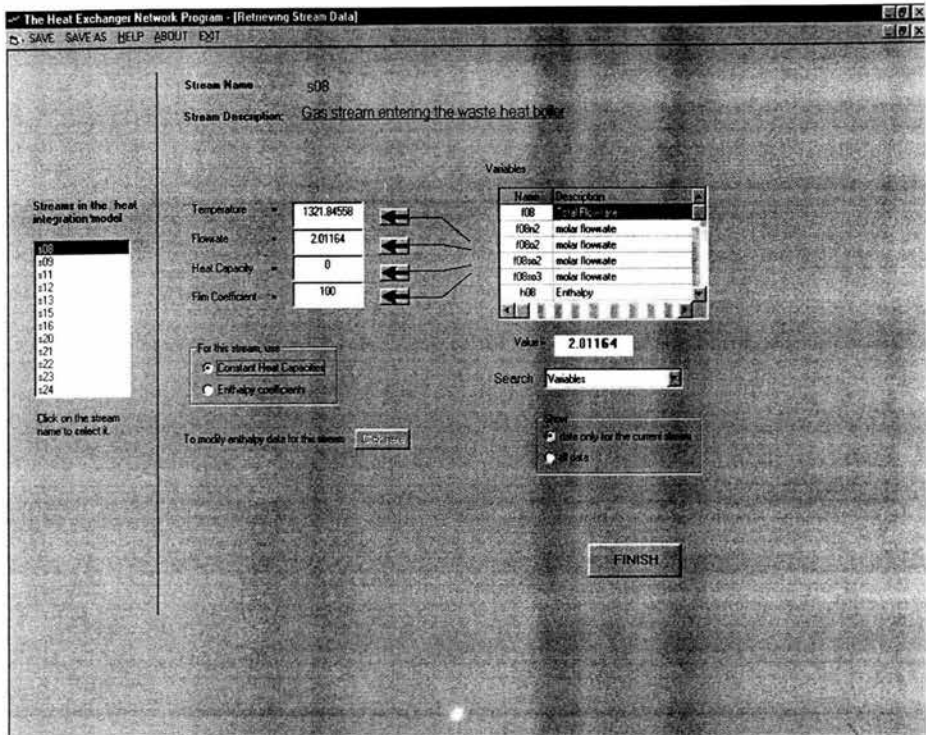 The Heat Exchanger Network Program - [Retrieving Stream Data]
SAVE SAVE AS HELP ABOUT EXIT
Stream Name s08
Stream Description: Gas stream entering the waste heat boiler
Streams in the heat
integration model
s08
s09
s11
s12
s13
s15
s16
s20
s21
s22
s23
s24
Click on the stream
name to select it.
Temperature = 1321.84558
Flowrate = 2.01164
Heat Capacity = 0
Film Coefficient = 100
For this stream, use
Constant Heat Capacities
Enthalpy coefficients
To modify enthalpy data for this stream Click here
Variables
Name Description
f08 Total Flowrate
f08n2 molar flowrate
f08o2 molar flowrate
f08so2 molar flowrate
f08so3 molar flowrate
h08 Enthalpy
Value = 2.01164
Search Variables
Show
data only for the current stream
all data
FINISH